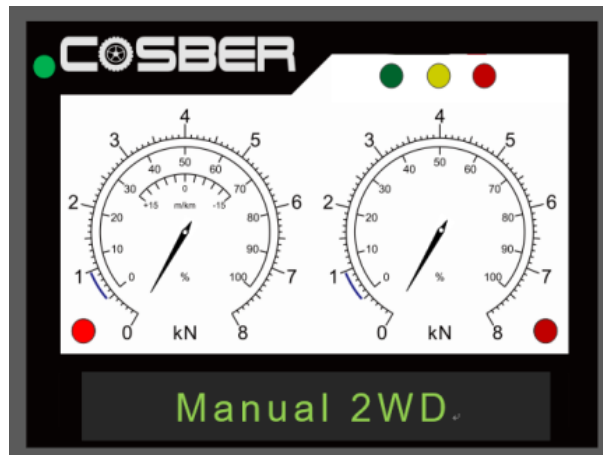 COSBER
4 4
3 5 3 5
50 50
40 60 40 60
30 0 70 30 70
+15 m/km -15
2 20 80 6 2 20 80 6
10 90 10 90
1 0 % 100 7 1 0 % 100 7
0 kN 8 0 kN 8
Manual 2WD